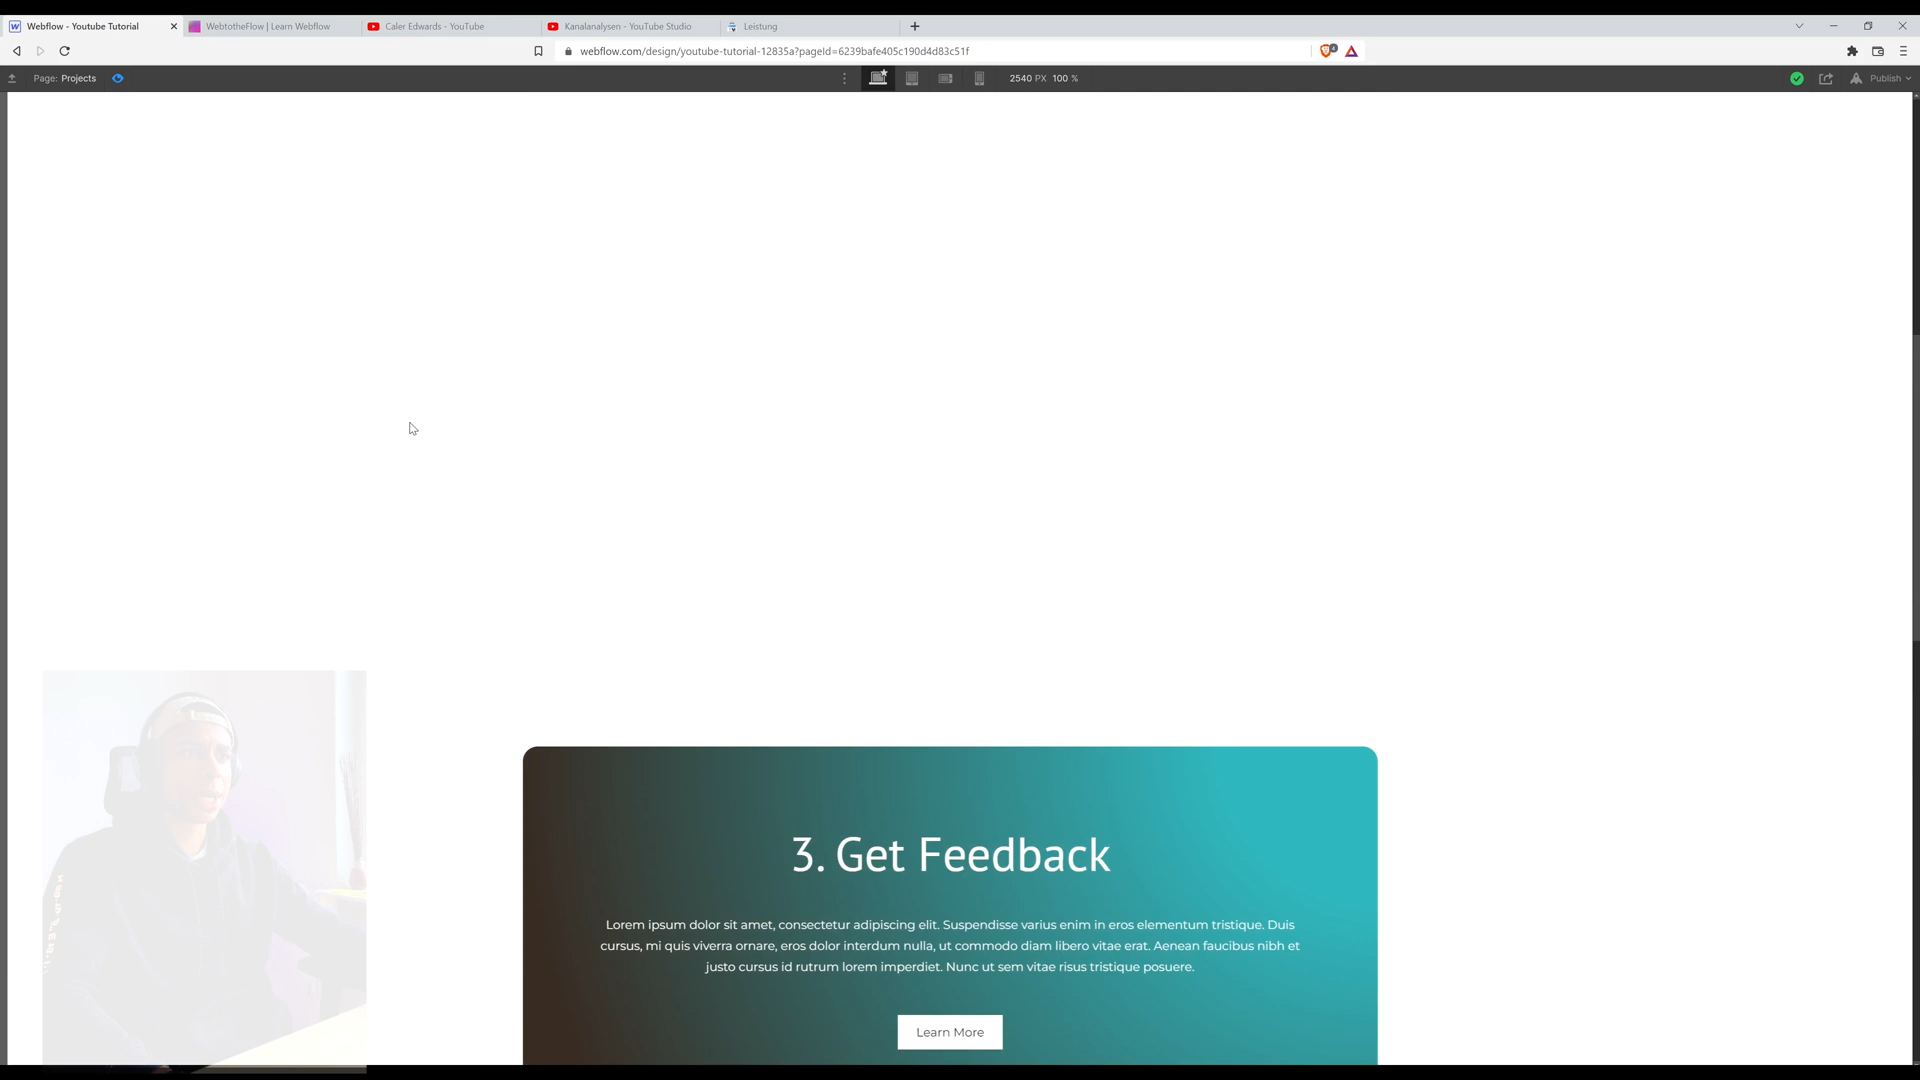 Webflow - Youtube Tutorial
WebtotheFlow | Learn Webflow
Caler Edwards - YouTube
Kanalanalysen - YouTube Studio
Leistung
webflow.com/design/youtube-tutorial-12835a?pageId=6239bafe405c190d4d83c51f
Page: Projects
2540 PX 100 %
Publish
3. Get Feedback
Lorem ipsum dolor sit amet, consectetur adipiscing elit. Suspendisse varius enim in eros elementum tristique. Duis
cursus, mi quis viverra ornare, eros dolor interdum nulla, ut commodo diam libero vitae erat. Aenean faucibus nibh et
justo cursus id rutrum lorem imperdiet. Nunc ut sem vitae risus tristique posuere.
Learn More